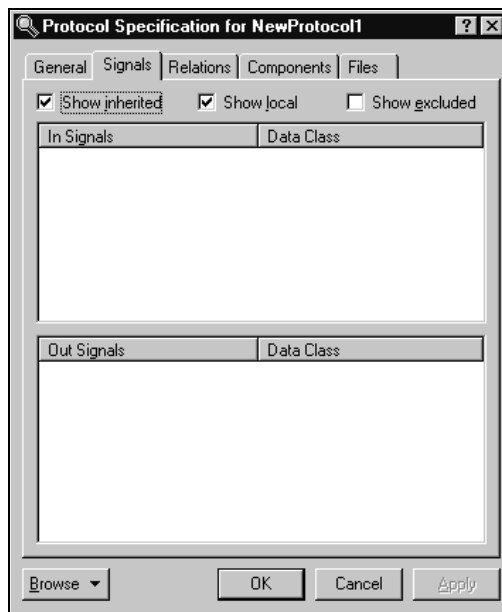 Protocol Specification for NewProtocol1 ? ×
General Signals Relations Components Files
Show inherited Show local Show excluded
In Signals Data Class
Out Signals Data Class
Browse OK Cancel Apply